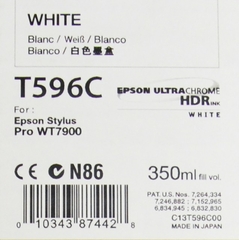 WHITE
Blanc / Weiß / Blanco
Bianco / 白色墨盒
T596C
EPSON ULTRACHROME
HDR INK
WHITE
For :
Epson Stylus
Pro WT7900
CE N86
350ml fill vol.
PAT. U.S. Nos. 7,264,334
7,246,882 ; 7,152,965
6,834,945 ; 6,832,830
C13T596C00
0 10343 87442 8